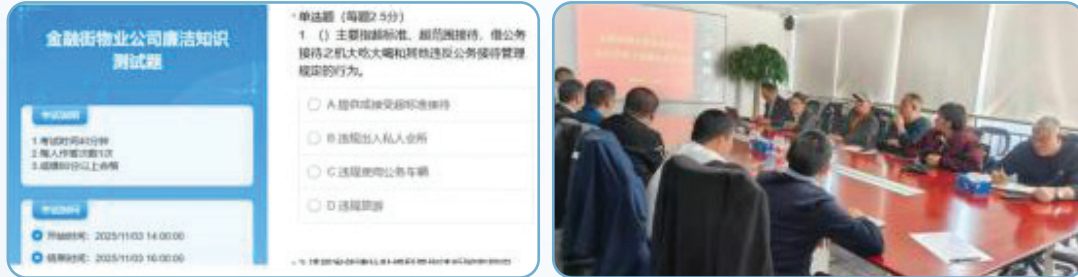 金融街物业公司廉洁知识
测试题
考试说明
1.考试时间40分钟
2.每人作答次数1次
3.成绩80分以上合格
考试时间
开始时间：2025/11/03 14:00:00
结束时间：2025/11/03 16:00:00
*单选题（每题2.5分）
1 （）主要指超标准、超范围接待，借公务
接待之机大吃大喝和其他违反公务接待管理
规定的行为。
A 提供或接受超标准接待
B 违规出入私人会所
C 违规使用公务车辆
D 违规旅游